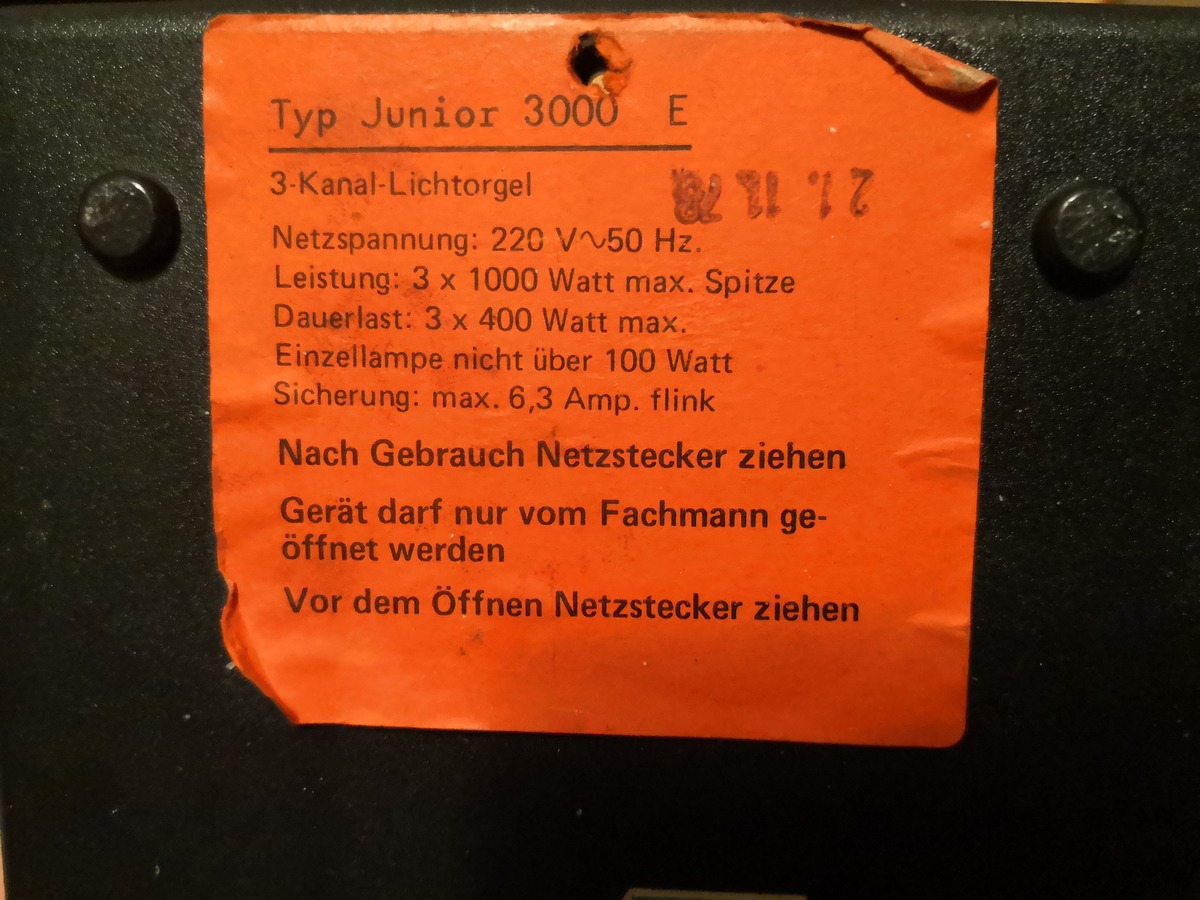 Typ Junior 3000 E
3-Kanal-Lichtorgel
Netzspannung: 220 V~50 Hz.
Leistung: 3 x 1000 Watt max. Spitze
Dauerlast: 3 x 400 Watt max.
Einzellampe nicht über 100 Watt
Sicherung: max. 6,3 Amp. flink
Nach Gebrauch Netzstecker ziehen
Gerät darf nur vom Fachmann ge-
öffnet werden
Vor dem Öffnen Netzstecker ziehen